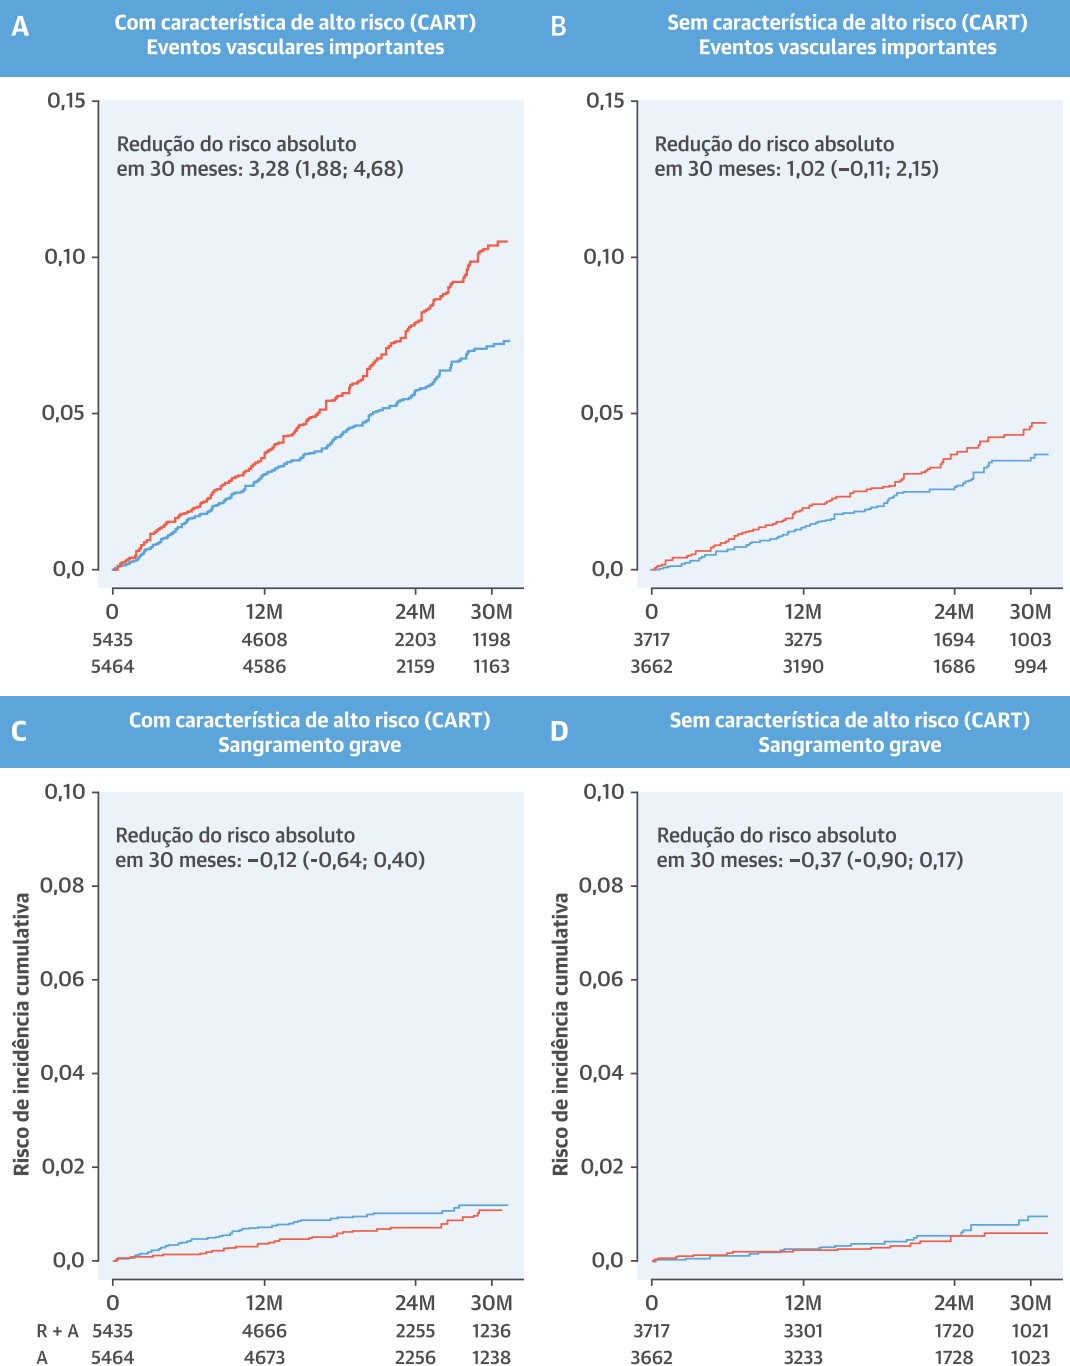 A
Com característica de alto risco (CART)
Eventos vasculares importantes
0,15
Redução do risco absoluto
em 30 meses: 3,28 (1,88; 4,68)
0,10
0,05
0,0
0 12M 24M 30M
5435 4608 2203 1198
5464 4586 2159 1163
B
Sem característica de alto risco (CART)
Eventos vasculares importantes
0,15
Redução do risco absoluto
em 30 meses: 1,02 (−0,11; 2,15)
0,10
0,05
0,0
0 12M 24M 30M
3717 3275 1694 1003
3662 3190 1686 994
C
Com característica de alto risco (CART)
Sangramento grave
Risco de incidência cumulativa
0,10
Redução do risco absoluto
em 30 meses: −0,12 (-0,64; 0,40)
0,08
0,06
0,04
0,02
0,0
0 12M 24M 30M
R + A 5435 4666 2255 1236
A 5464 4673 2256 1238
D
Sem característica de alto risco (CART)
Sangramento grave
Risco de incidência cumulativa
0,10
Redução do risco absoluto
em 30 meses: −0,37 (-0,90; 0,17)
0,08
0,06
0,04
0,02
0,0
0 12M 24M 30M
3717 3301 1720 1021
3662 3233 1728 1023